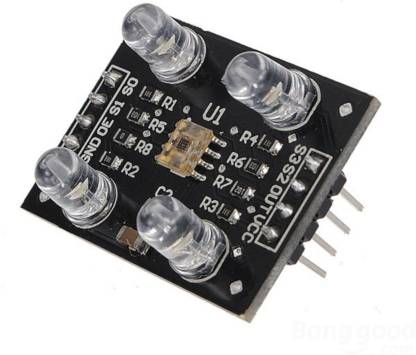 S0
S1
OE
GND
R1
R5
R8
R2
U1
R4
R6
R7
R3
C2
S3
S2
OUT
VCC
Banggood
.com